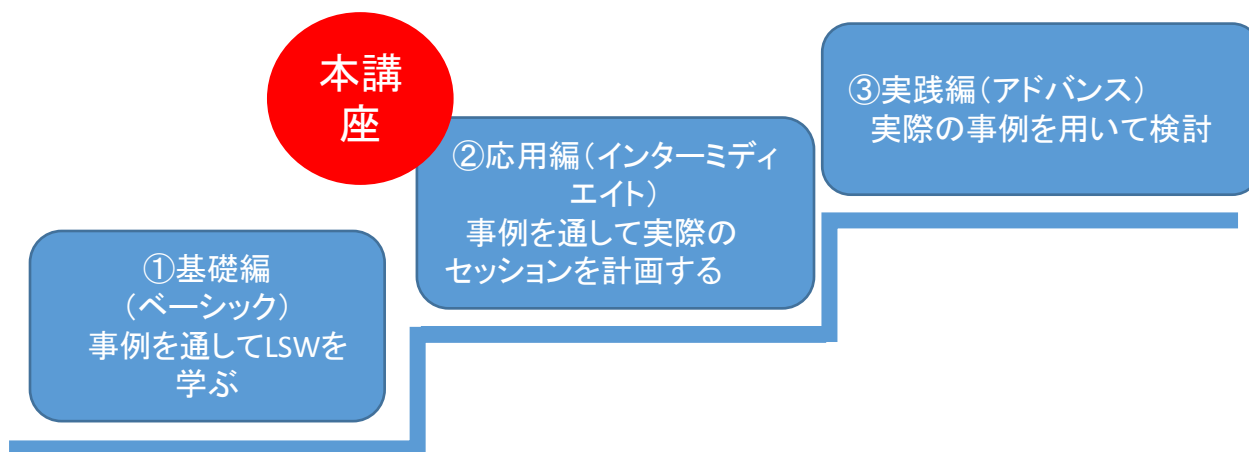 本講
座
①基礎編
(ベーシック)
事例を通してLSWを
学ぶ
②応用編(インターミディ
エイト)
事例を通して実際の
セッションを計画する
③実践編(アドバンス)
実際の事例を用いて検討